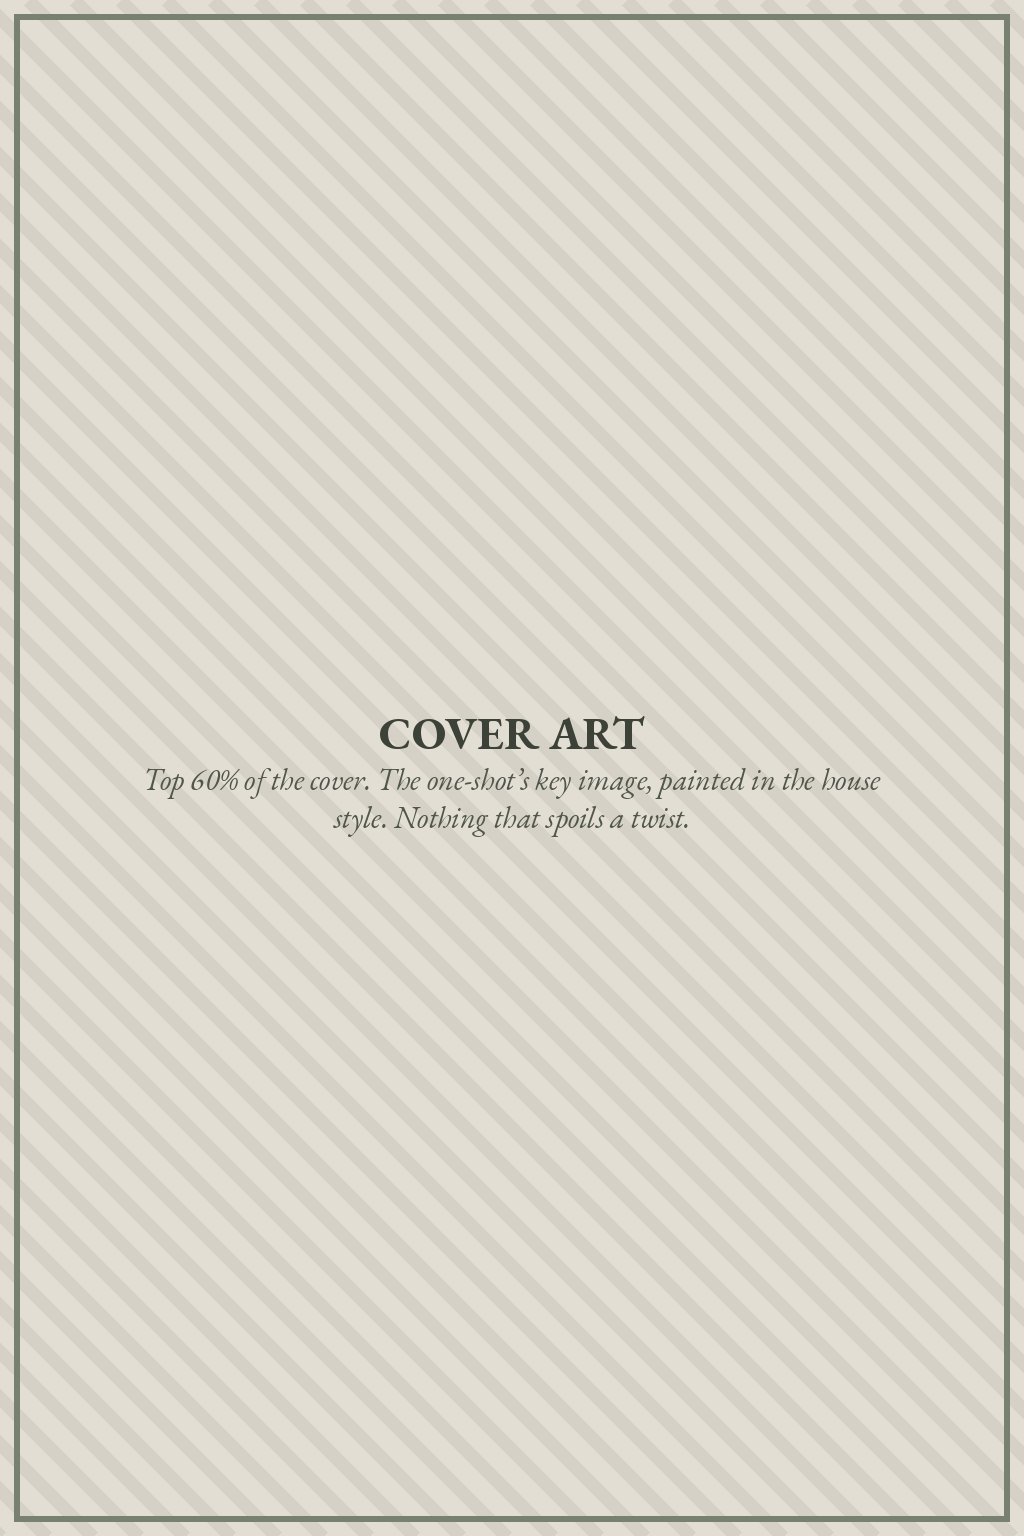 COVER ART
Top 60% of the cover. The one-shot’s key image, painted in the house
style. Nothing that spoils a twist.